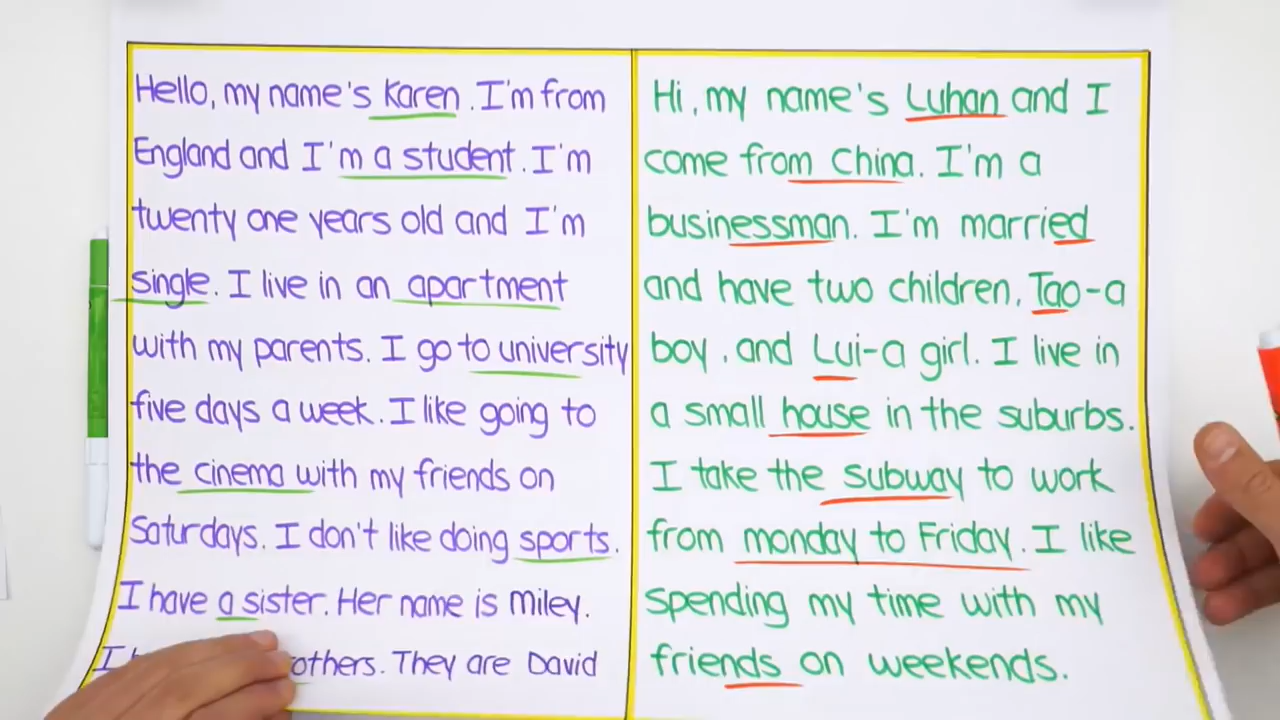 Hello, my name's Karen. I'm from
England and I'm a student. I'm
twenty one years old and I'm
single. I live in an apartment
with my parents. I go to university
five days a week. I like going to
the cinema with my friends on
Saturdays. I don't like doing sports.
I have a sister. Her name is Miley.
I They are David
Hi, my name's Luhan and I
come from China. I'm a
businessman. I'm married
and have two children, Tao-a
boy, and Lui-a girl. I live in
a small house in the suburbs.
I take the subway to work
from monday to Friday. I like
spending my time with my
friends on weekends.